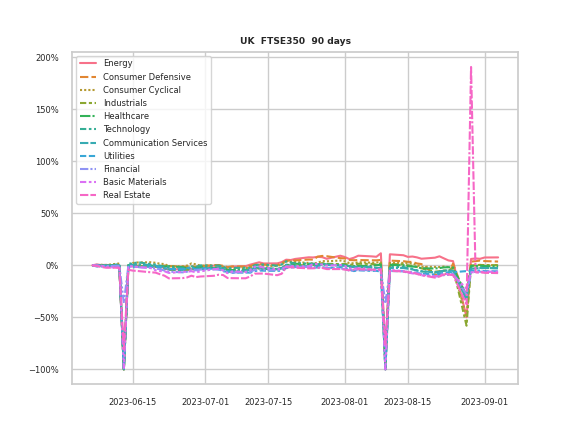 UK FTSE350 90 days
200%
150%
100%
50%
0%
−50%
−100%
Energy
Consumer Defensive
Consumer Cyclical
Industrials
Healthcare
Technology
Communication Services
Utilities
Financial
Basic Materials
Real Estate
2023-06-15 2023-07-01 2023-07-15 2023-08-01 2023-08-15 2023-09-01